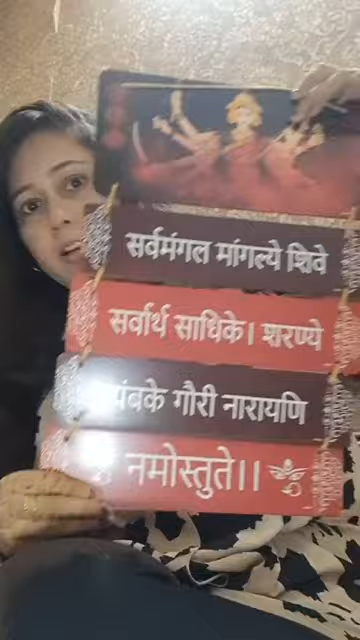 सर्वमंगल मांगल्ये शिवे
सर्वार्थ साधिके। शरण्ये
गौरी नारायणि
नमोस्तुते।।